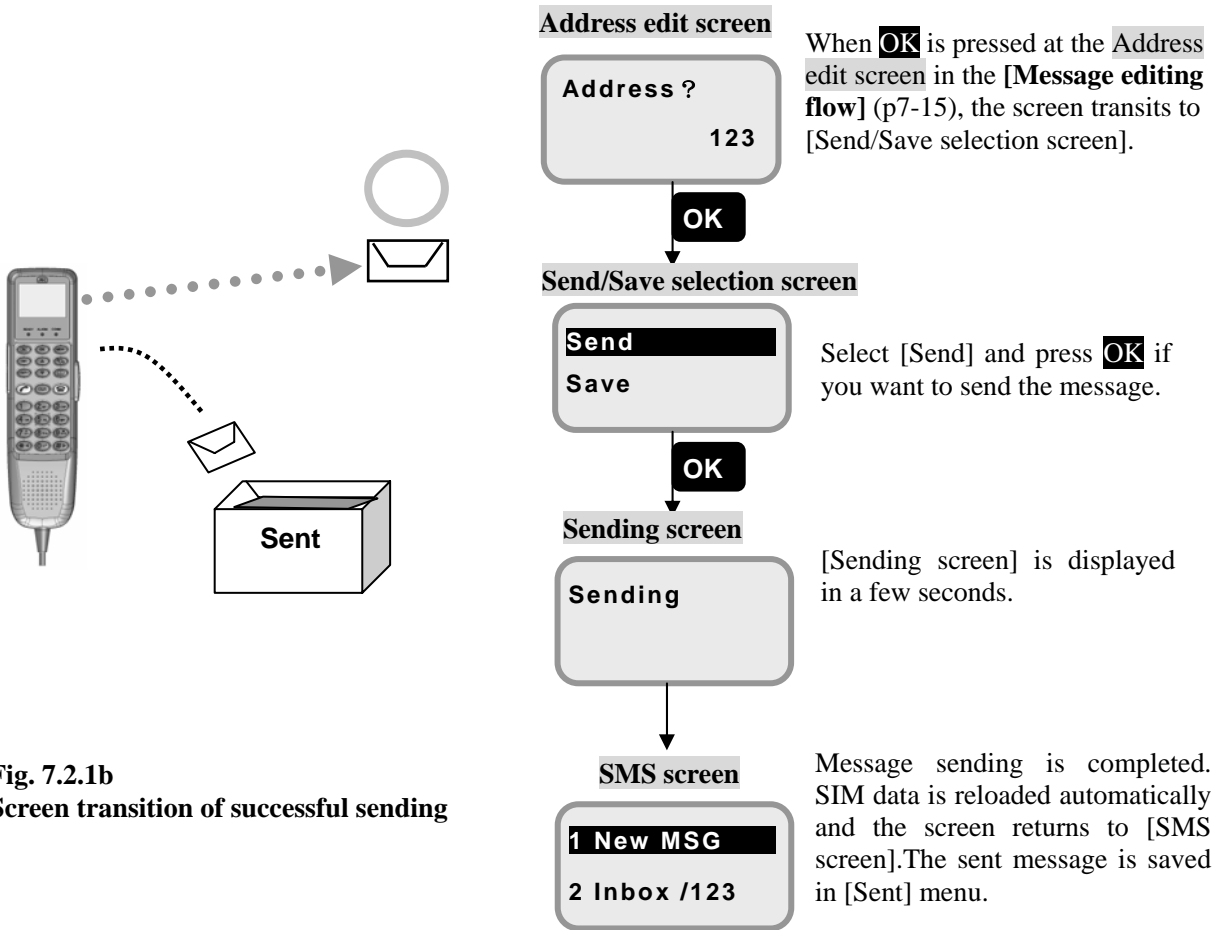 Address edit screen
Address?
123
When OK is pressed at the Address
edit screen in the [Message editing
flow] (p7-15), the screen transits to
[Send/Save selection screen].
OK
Send/Save selection screen
Send
Save
Select [Send] and press OK if
you want to send the message.
OK
Sending screen
Sending
[Sending screen] is displayed
in a few seconds.
Sent
Fig. 7.2.1b
Screen transition of successful sending
SMS screen
1 New MSG
2 Inbox /123
Message sending is completed.
SIM data is reloaded automatically
and the screen returns to [SMS
screen].The sent message is saved
in [Sent] menu.